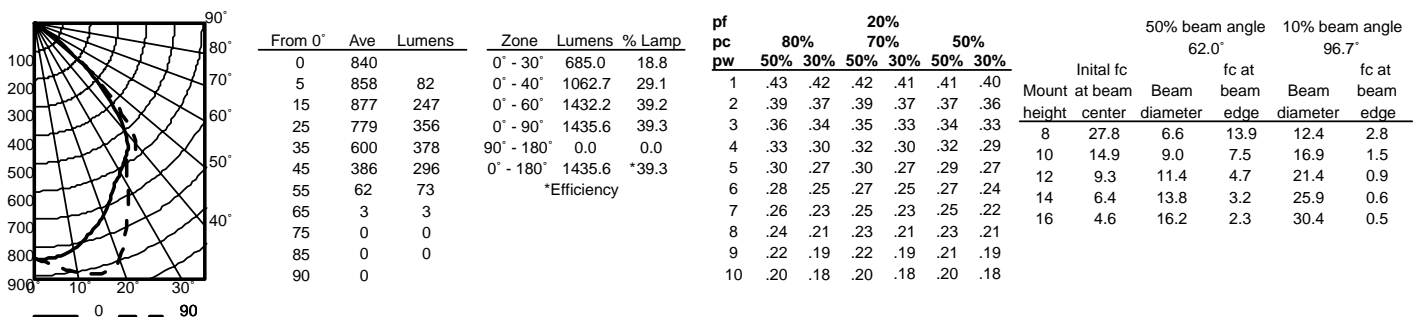 90°
80°
70°
60°
50°
40°
100
200
300
400
500
600
700
800
900
0° 10° 20° 30°
0 90
From 0° Ave Lumens
0 840
5 858 82
15 877 247
25 779 356
35 600 378
45 386 296
55 62 73
65 3 3
75 0 0
85 0 0
90 0
Zone Lumens % Lamp
0° - 30° 685.0 18.8
0° - 40° 1062.7 29.1
0° - 60° 1432.2 39.2
0° - 90° 1435.6 39.3
90° - 180° 0.0 0.0
0° - 180° 1435.6 *39.3
*Efficiency
pf 20%
pc 80% 70% 50%
pw 50% 30% 50% 30% 50% 30%
1 .43 .42 .42 .41 .41 .40
2 .39 .37 .39 .37 .37 .36
3 .36 .34 .35 .33 .34 .33
4 .33 .30 .32 .30 .32 .29
5 .30 .27 .30 .27 .29 .27
6 .28 .25 .27 .25 .27 .24
7 .26 .23 .25 .23 .25 .22
8 .24 .21 .23 .21 .23 .21
9 .22 .19 .22 .19 .21 .19
10 .20 .18 .20 .18 .20 .18
50% beam angle 10% beam angle
62.0° 96.7°
Inital fc fc at fc at
Mount at beam Beam beam Beam beam
height center diameter edge diameter edge
8 27.8 6.6 13.9 12.4 2.8
10 14.9 9.0 7.5 16.9 1.5
12 9.3 11.4 4.7 21.4 0.9
14 6.4 13.8 3.2 25.9 0.6
16 4.6 16.2 2.3 30.4 0.5